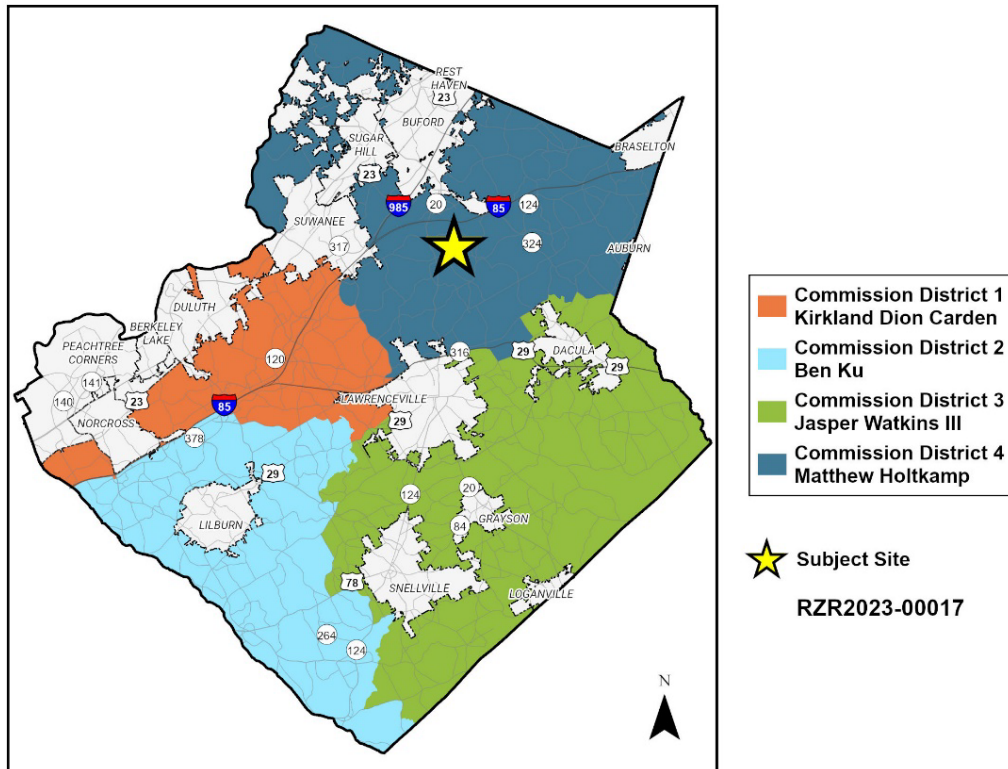 REST
HAVEN
23
BUFORD
SUGAR
HILL
23
BRASELTON
985
20
85
124
SUWANEE
317
324
AUBURN
DULUTH
BERKELEY
LAKE
PEACHTREE
CORNERS
141
140
23
NORCROSS
120
85
378
316
29
DACULA
29
LAWRENCEVILLE
29
29
LILBURN
124
20
GRAYSON
84
78
SNELLVILLE
LOGANVILLE
264
124
N
Commission District 1
Kirkland Dion Carden
Commission District 2
Ben Ku
Commission District 3
Jasper Watkins III
Commission District 4
Matthew Holtkamp
Subject Site
RZR2023-00017